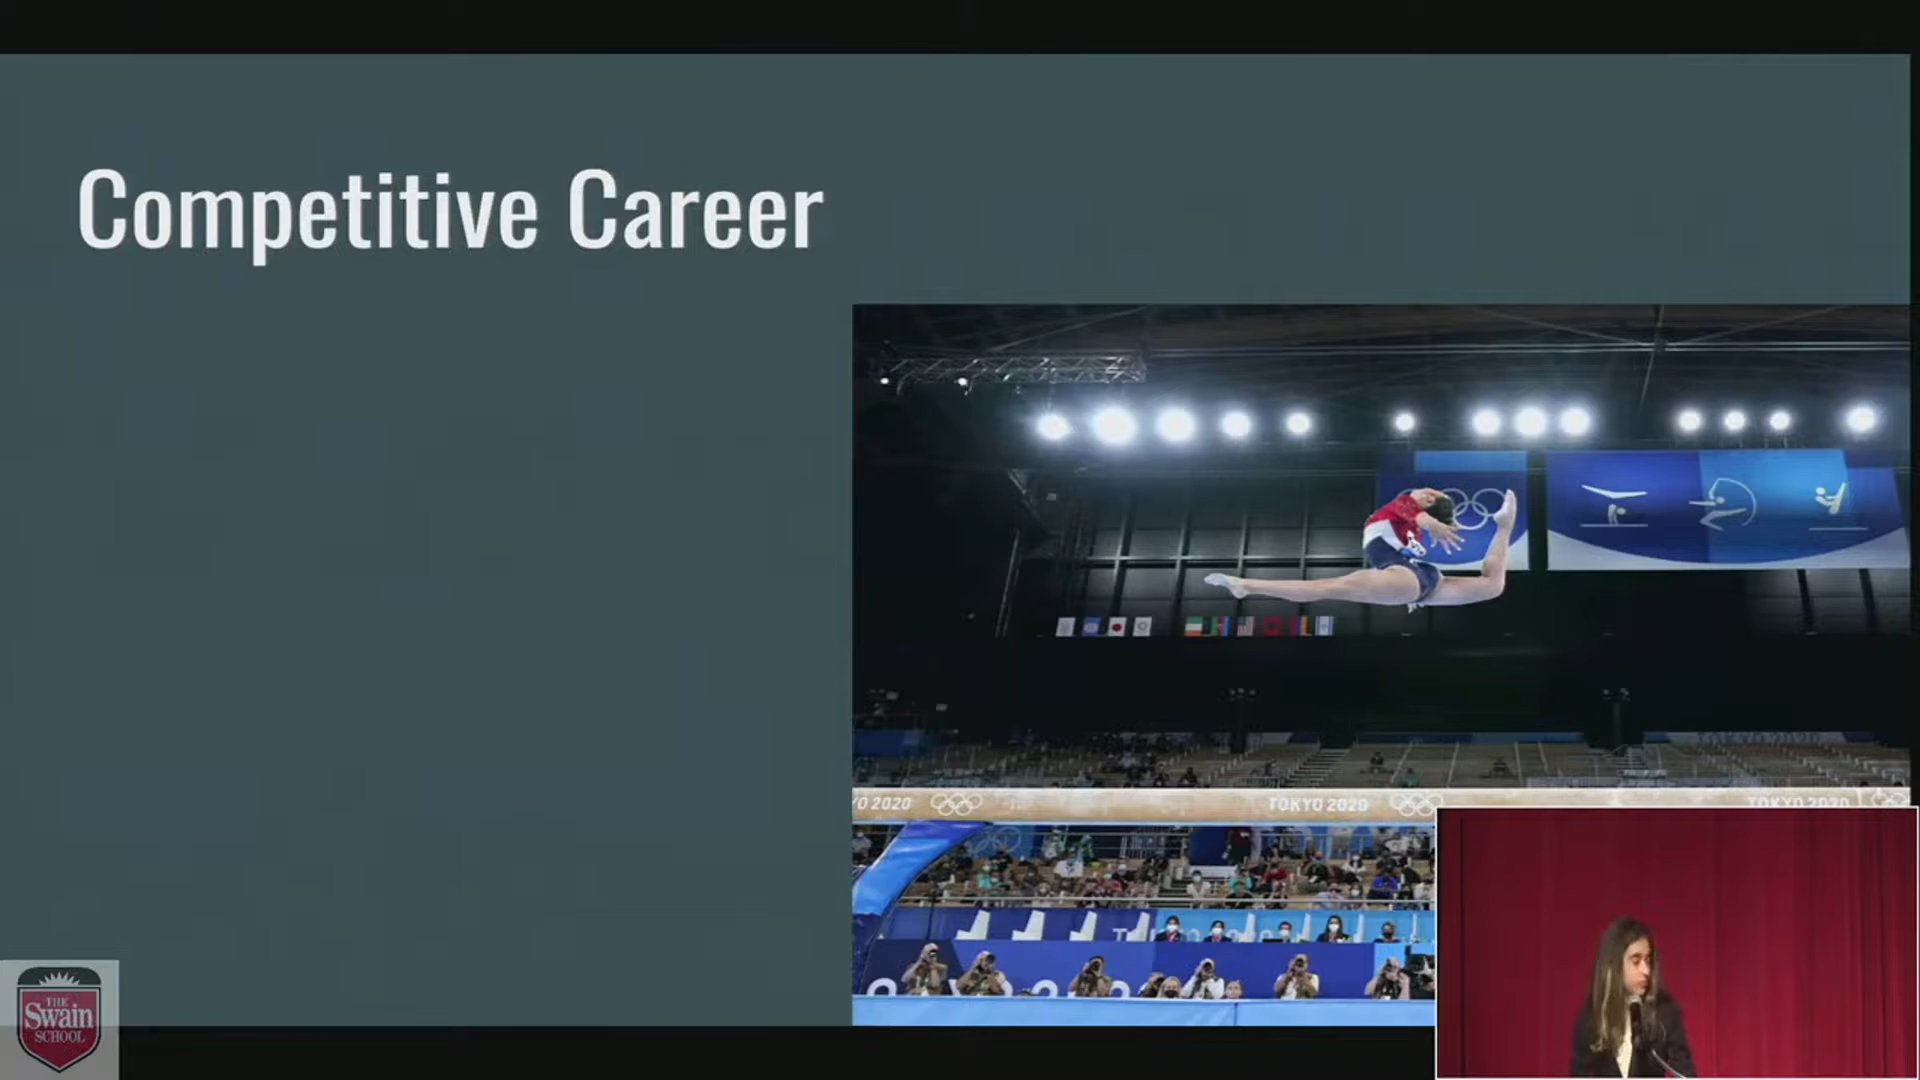 Competitive Career
TOKYO 2020
TOKYO 2020
THE
Swain
SCHOOL